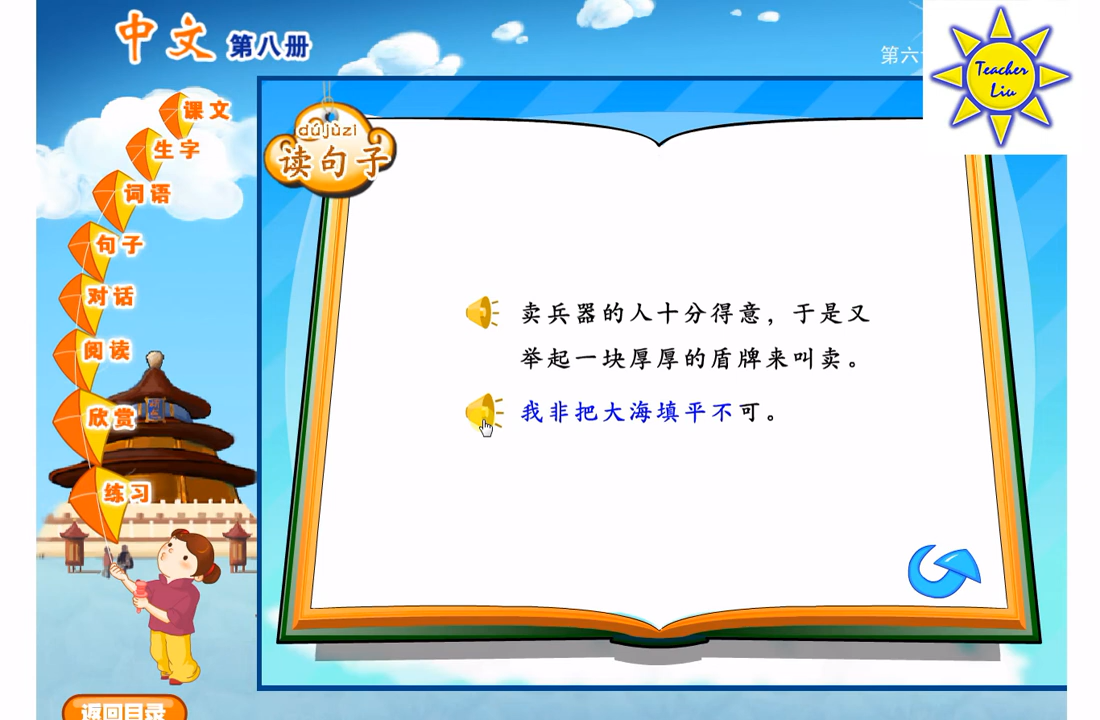 中文 第八册
第六
Teacher
Liu
课文
生字
词语
句子
对话
阅读
欣赏
练习
dújùzi
读句子
卖兵器的人十分得意，于是又
举起一块厚厚的盾牌来叫卖。
我非把大海填平不可。
返回目录